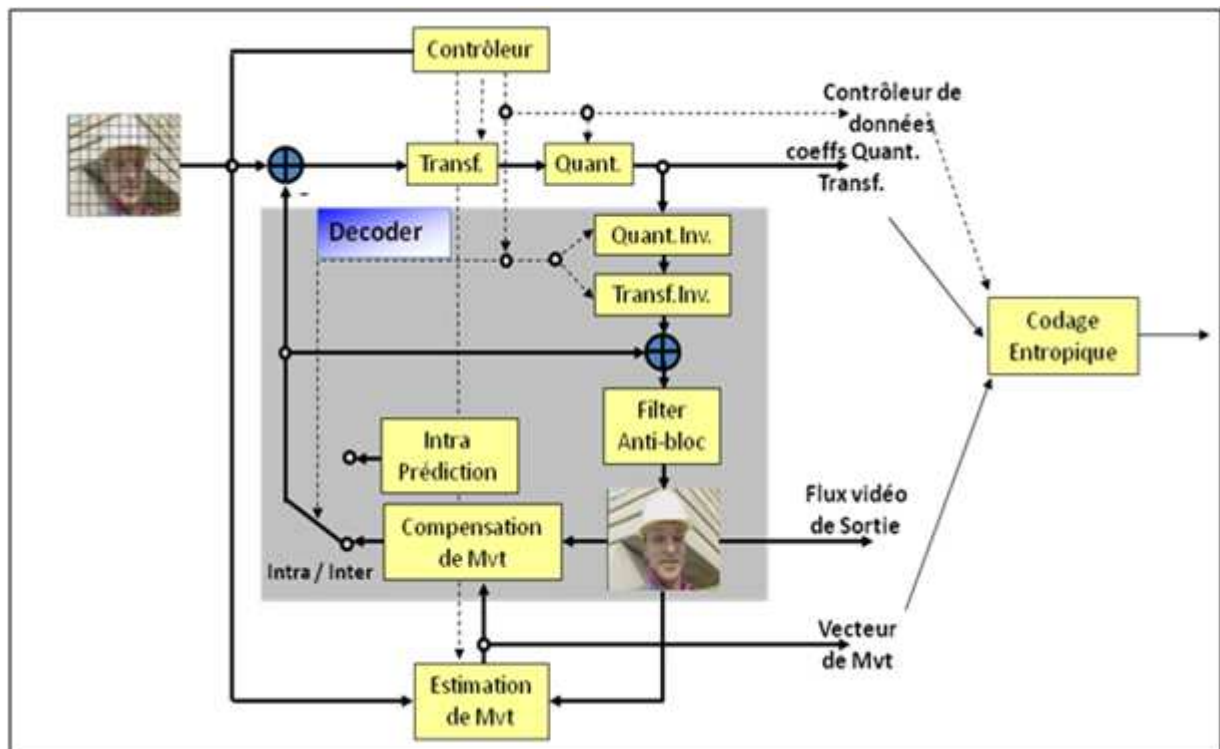 Contrôleur
Contrôleur de
données
coeffs Quant.
Transf.
Transf.
Quant.
-
Decoder
Quant. Inv.
Transf.Inv.
Codage
Entropique
Filter
Anti-bloc
Intra
Prédiction
Compensation
de Mvt
Intra / Inter
Flux vidéo
de Sortie
Vecteur
de Mvt
Estimation
de Mvt